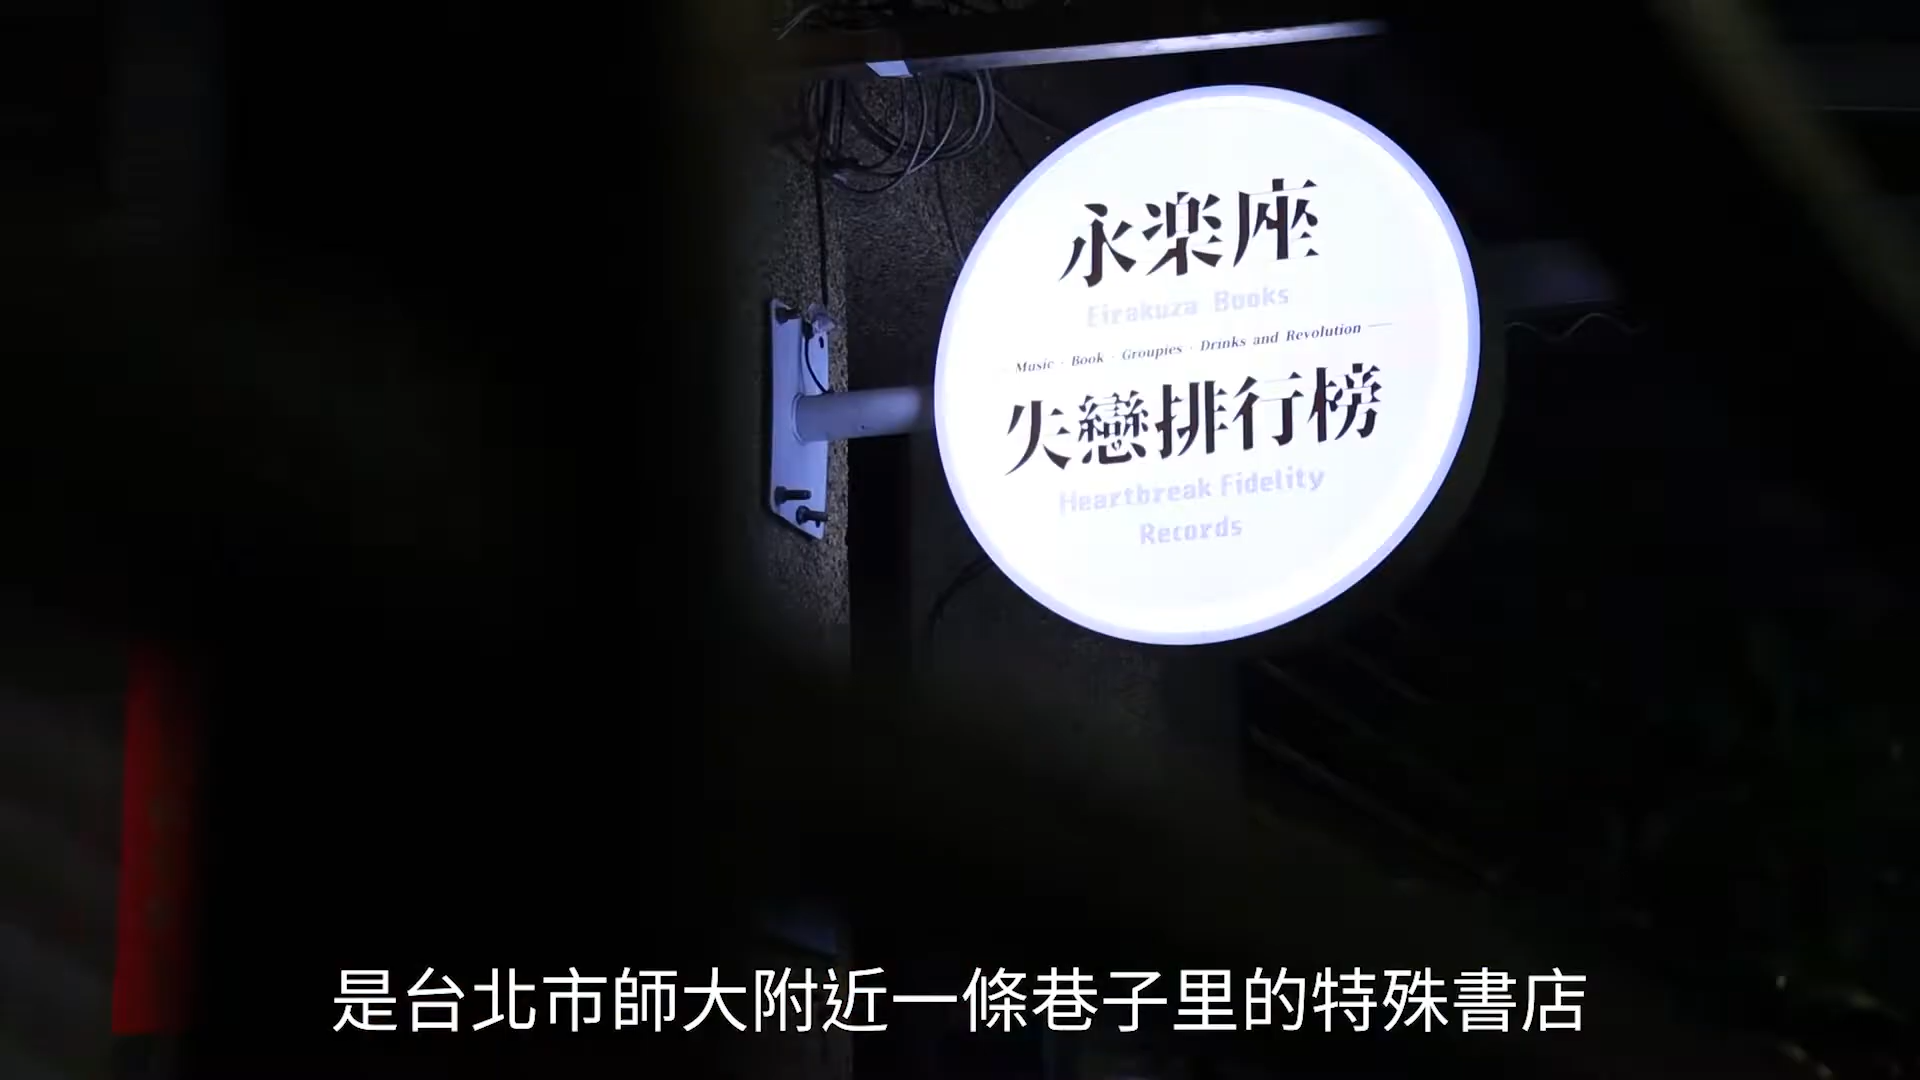 永楽座
Eirakuza Books
Music · Book · Groupies · Drinks and Revolution
失戀排行榜
Heartbreak Fidelity
Records
是台北市師大附近一條巷子里的特殊書店